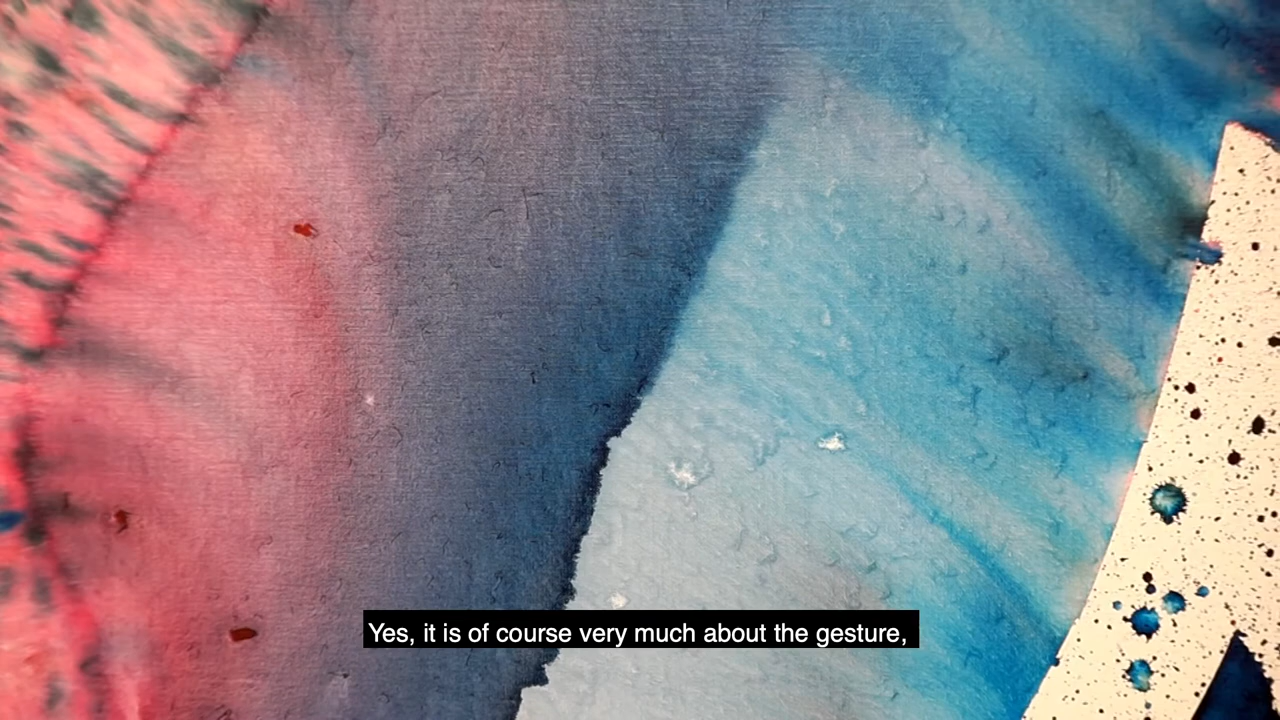 Yes, it is of course very much about the gesture,